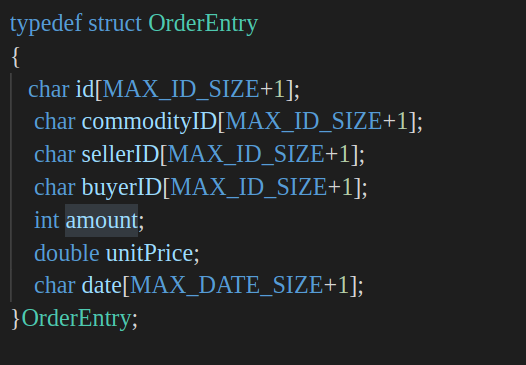 typedef struct OrderEntry
{
char id[MAX_ID_SIZE+1];
char commodityID[MAX_ID_SIZE+1];
char sellerID[MAX_ID_SIZE+1];
char buyerID[MAX_ID_SIZE+1];
int amount;
double unitPrice;
char date[MAX_DATE_SIZE+1];
}OrderEntry;